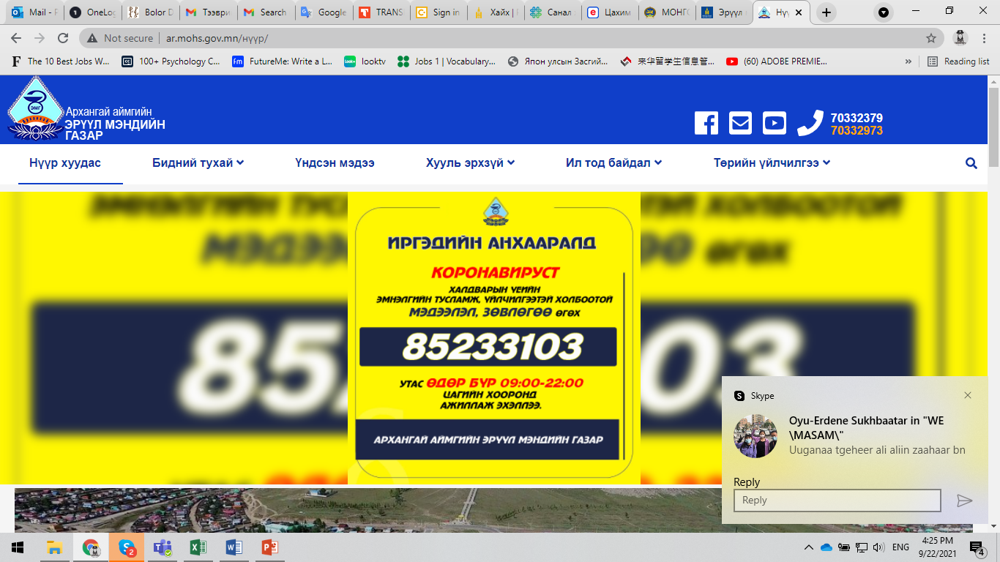 Mail - P
OneLog
Bolor D
Тээври
Search
Google
TRANS
Sign in
Хайх | Г
Санал
Цахим
МОНГО
Эрүүл
Нүү
Not secure
ar.mohs.gov.mn/нүүр/
The 10 Best Jobs W...
100+ Psychology C...
FutureMe: Write a L...
looktv
Jobs 1 | Vocabulary...
Япон улсын Засгий...
来华留学生信息管...
(60) ADOBE PREMIE...
»
Reading list
ЭМГ
Архангай аймгийн
ЭРҮҮЛ МЭНДИЙН
ГАЗАР
70332379
70332973
Нүүр хуудас
Бидний тухай
Үндсэн мэдээ
Хууль эрхзүй
Ил тод байдал
Төрийн үйлчилгээ
ИРГЭДИЙН АНХААРАЛД
КОРОНАВИРУСТ
ХАЛДВАРЫН ҮЕИЙН
ЭМНЭЛГИЙН ТУСЛАМЖ, ҮЙЛЧИЛГЭЭТЭЙ ХОЛБООТОЙ
МЭДЭЭЛЭЛ, ЗӨВЛӨГӨӨ өгөх
85233103
УТАС ӨДӨР БҮР 09:00-22:00
ЦАГИЙН ХООРОНД
АЖИЛЛАЖ ЭХЭЛЛЭЭ.
АРХАНГАЙ АЙМГИЙН ЭРҮҮЛ МЭНДИЙН ГАЗАР
Skype
Oyu-Erdene Sukhbaatar in "WE
\MASAM\"
Uuganaa tgeheer ali aliin zaahaar bn
Reply
Reply
2
ENG
4:25 PM
9/22/2021
4